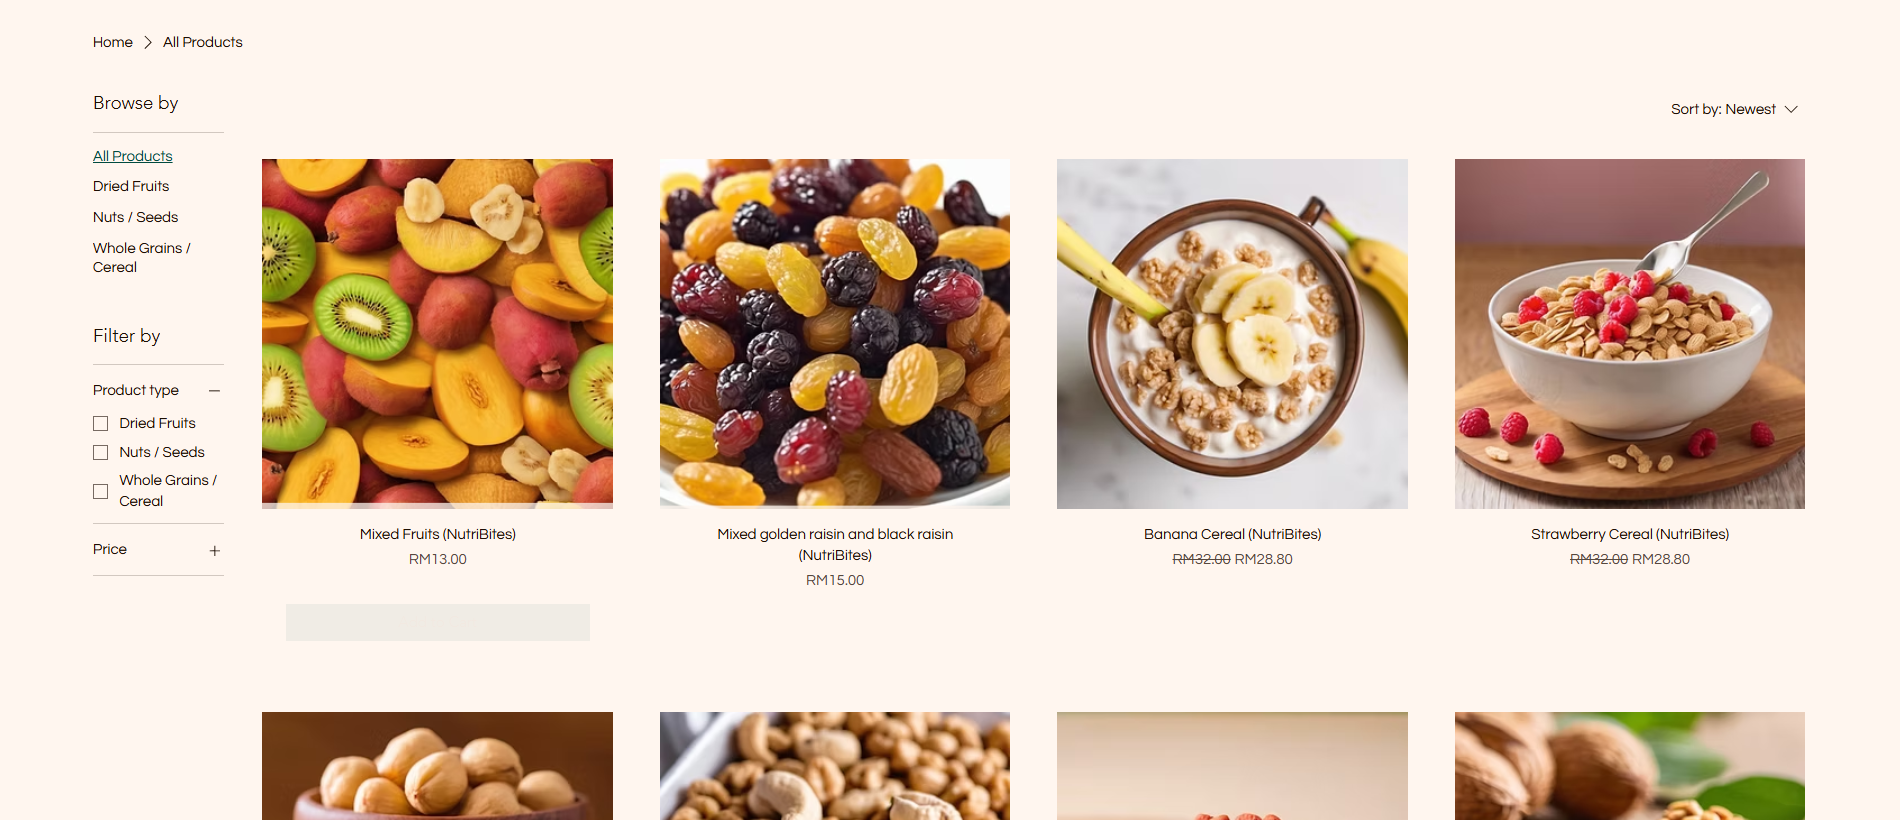 Home > All Products
Browse by
Sort by: Newest
All Products
Dried Fruits
Nuts / Seeds
Whole Grains /
Cereal
Filter by
Product type
Dried Fruits
Nuts / Seeds
Whole Grains /
Cereal
Price
Mixed Fruits (NutriBites)
RM13.00
Mixed golden raisin and black raisin
(NutriBites)
RM15.00
Banana Cereal (NutriBites)
RM32.00 RM28.80
Strawberry Cereal (NutriBites)
RM32.00 RM28.80